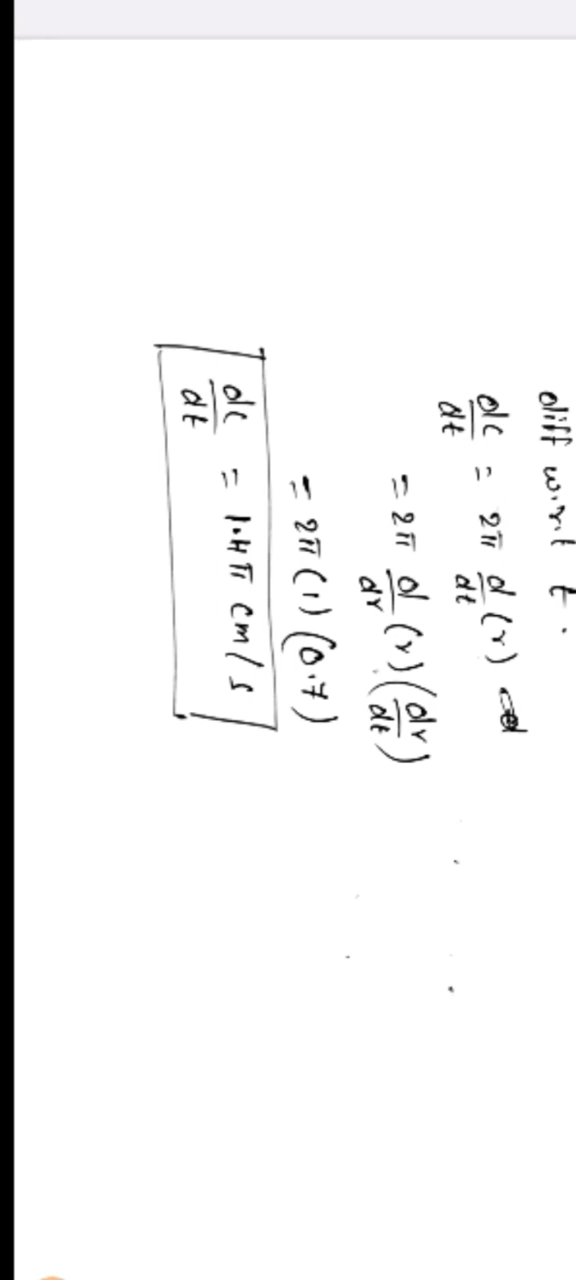 diff w.r.t t.
dc/dt = 2π d/dt (r)
= 2π d/dr (r) (dr/dt)
= 2π (1) (0.7)
dc/dt = 1.4π cm/s